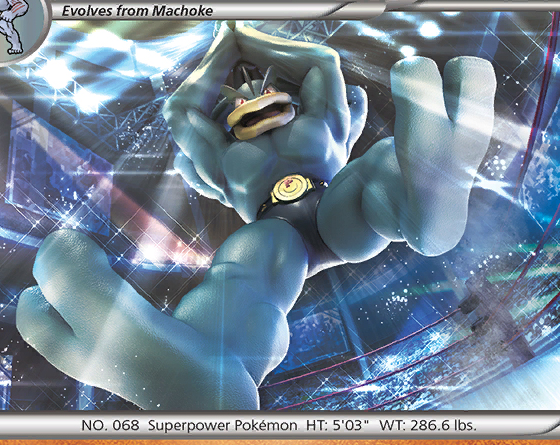 Evolves from Machoke
NO. 068 Superpower Pokémon HT: 5'03" WT: 286.6 lbs.